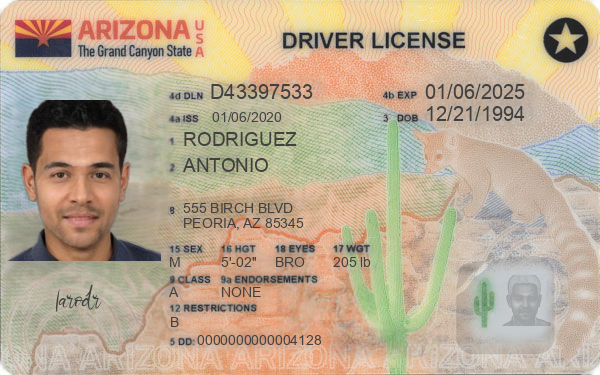 ARIZONA USA
The Grand Canyon State
DRIVER LICENSE
4d DLN D43397533
4b EXP 01/06/2025
4a ISS 01/06/2020
3 DOB 12/21/1994
1 RODRIGUEZ
2 ANTONIO
8 555 BIRCH BLVD
PEORIA, AZ 85345
15 SEX 16 HGT 18 EYES 17 WGT
M 5'-02" BRO 205 lb
9 CLASS 9a ENDORSEMENTS
A NONE
12 RESTRICTIONS
B
5 DD: 0000000000004128
larodr
ARIZONA ARIZONA ARIZONA ARIZONA